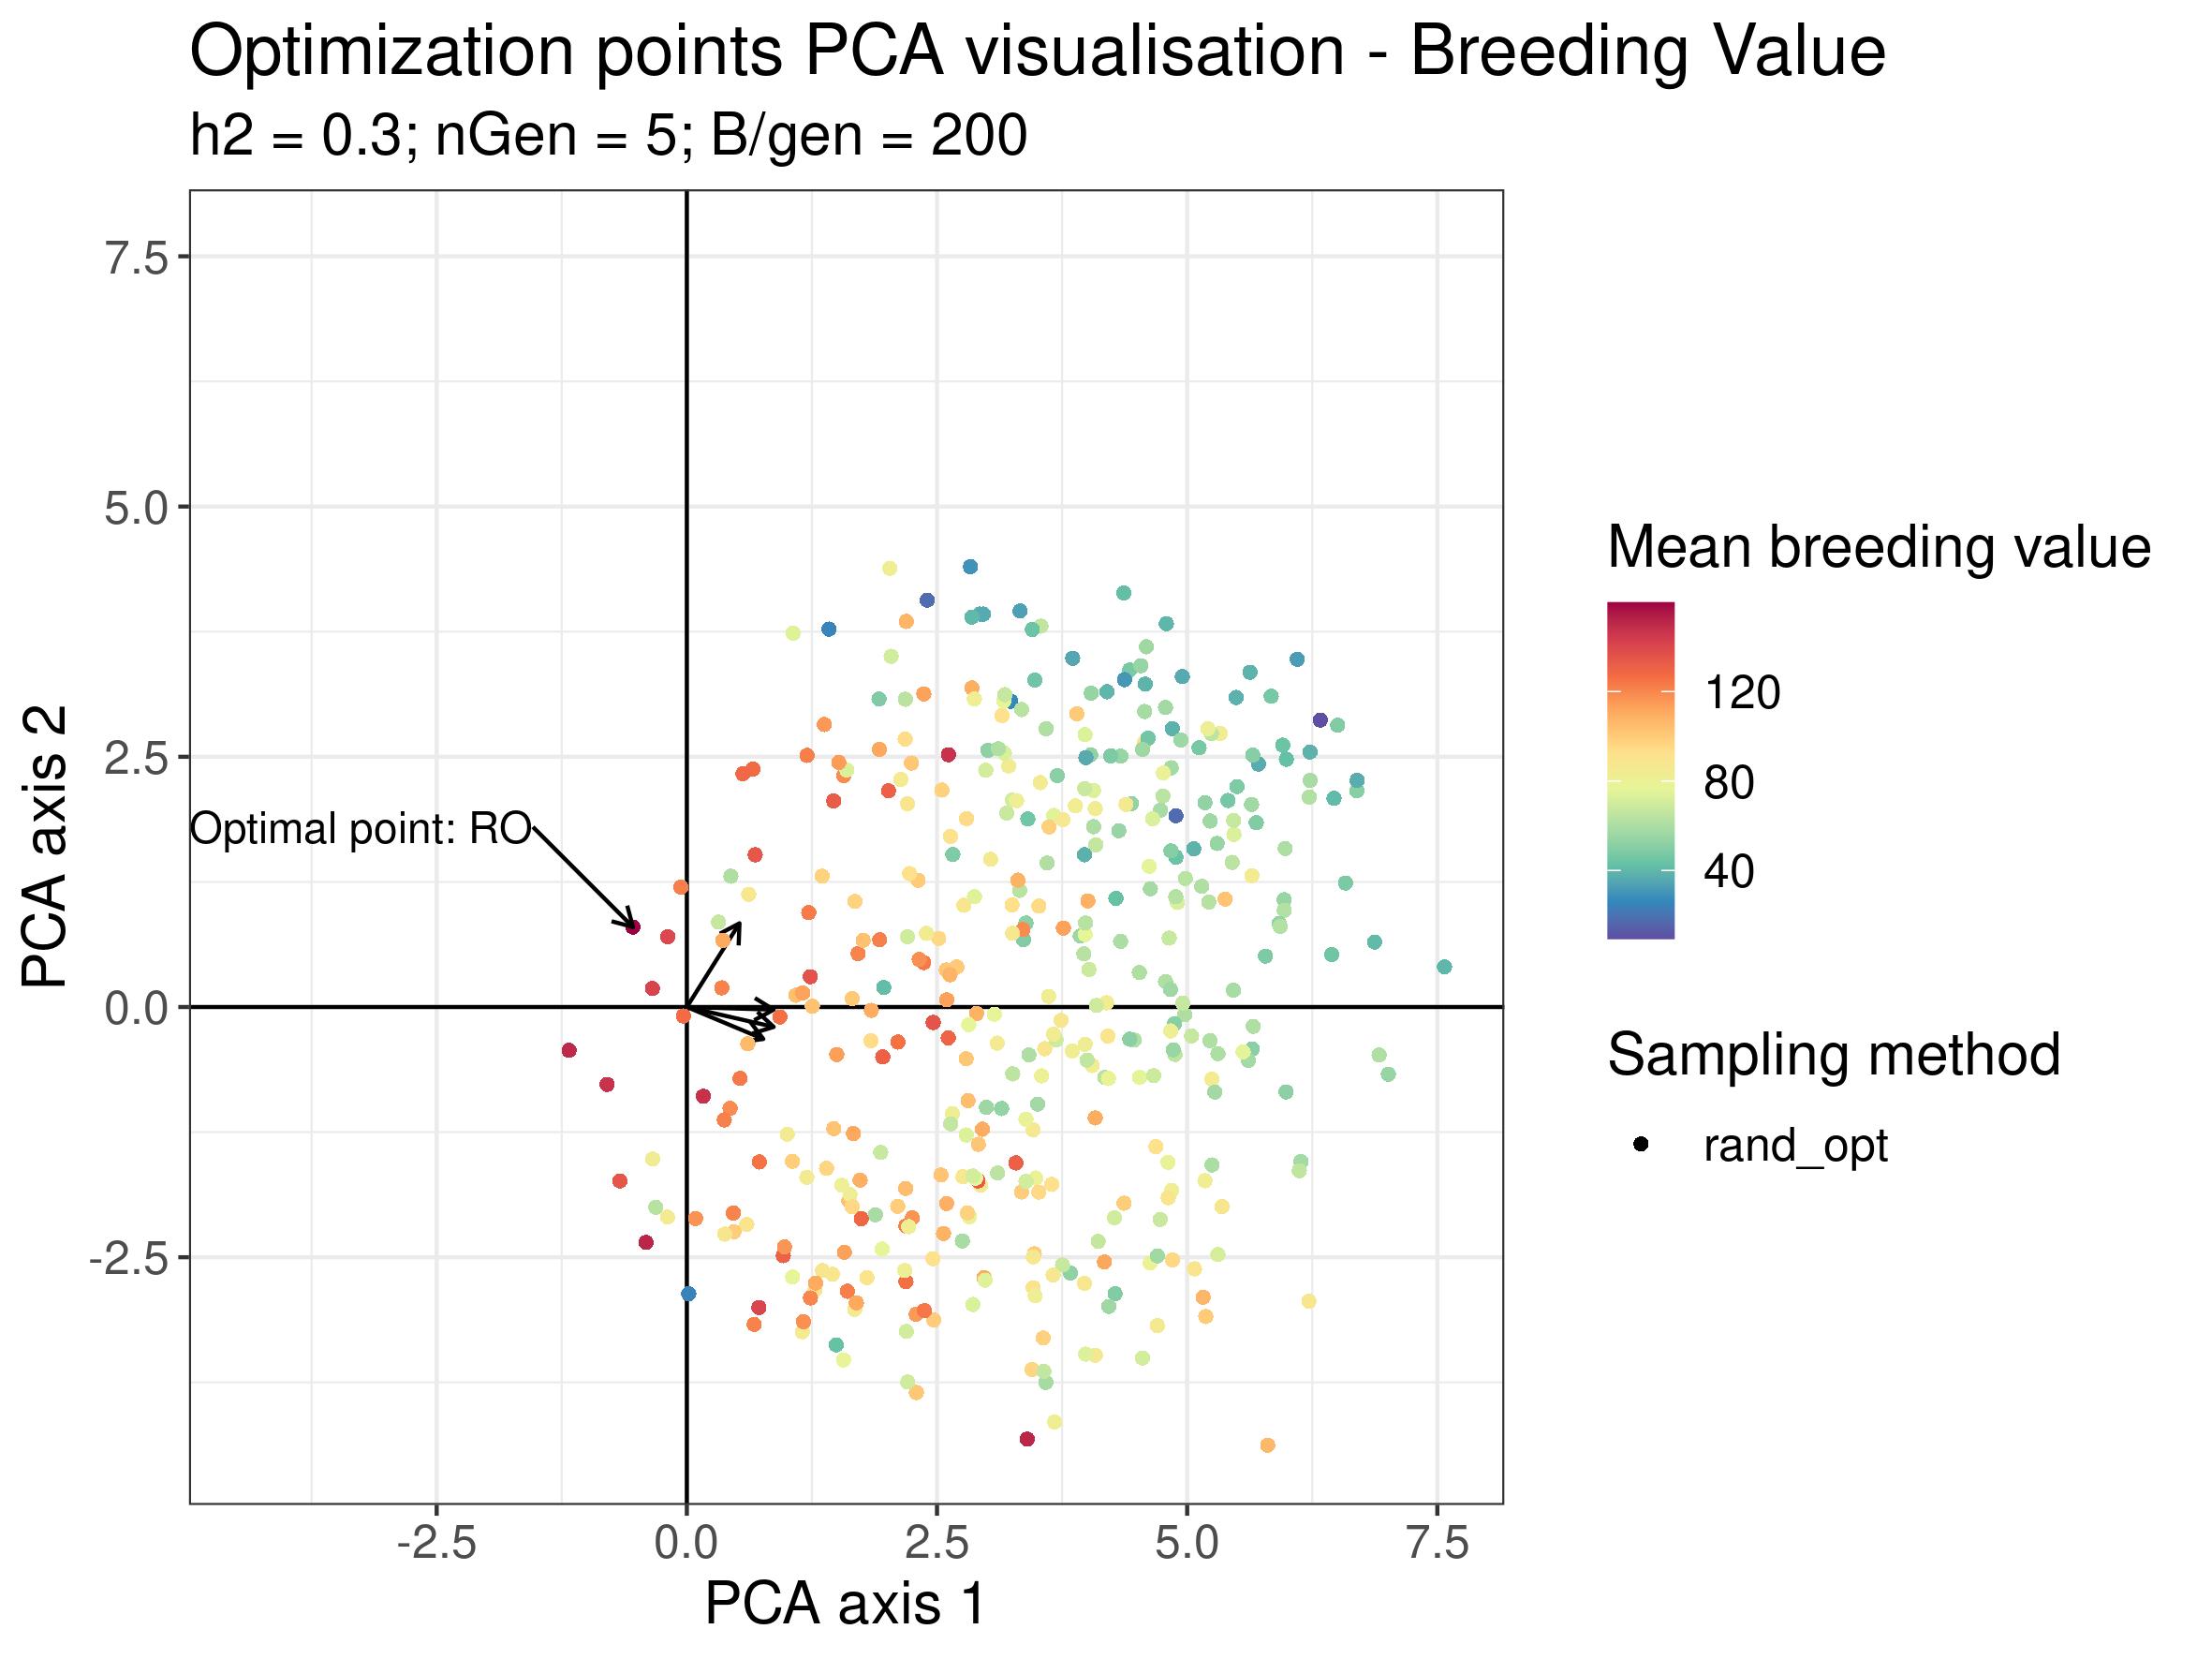 Optimization points PCA visualisation - Breeding Value
h2 = 0.3; nGen = 5; B/gen = 200
7.5
5.0
2.5
0.0
-2.5
PCA axis 2
Optimal point: RO
-2.5
0.0
2.5
5.0
7.5
PCA axis 1
Mean breeding value
120
80
40
Sampling method
rand_opt